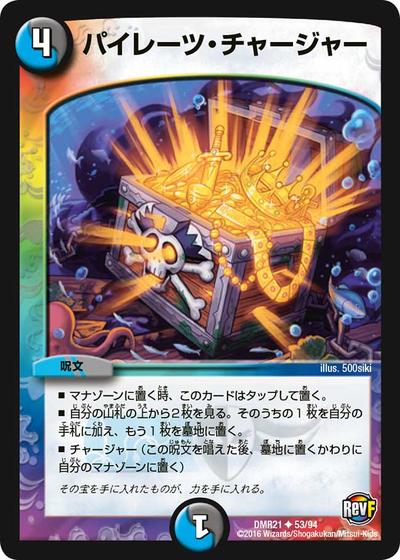 4
パイレーツ・チャージャー
illus. 500siki
呪文
■ マナゾーンに置く時、このカードはタップして置く。
■ 自分の山札の上から2枚を見る。そのうちの1枚を自分の
手札に加え、もう1枚を墓地に置く。
■ チャージャー（この呪文を唱えた後、墓地に置くかわりに
自分のマナゾーンに置く）
その宝を手に入れたものが、力を手に入れる。
RevF
1
DMR21 ◆ 53/94
©2016 Wizards/Shogakukan/Mitsui-Kids